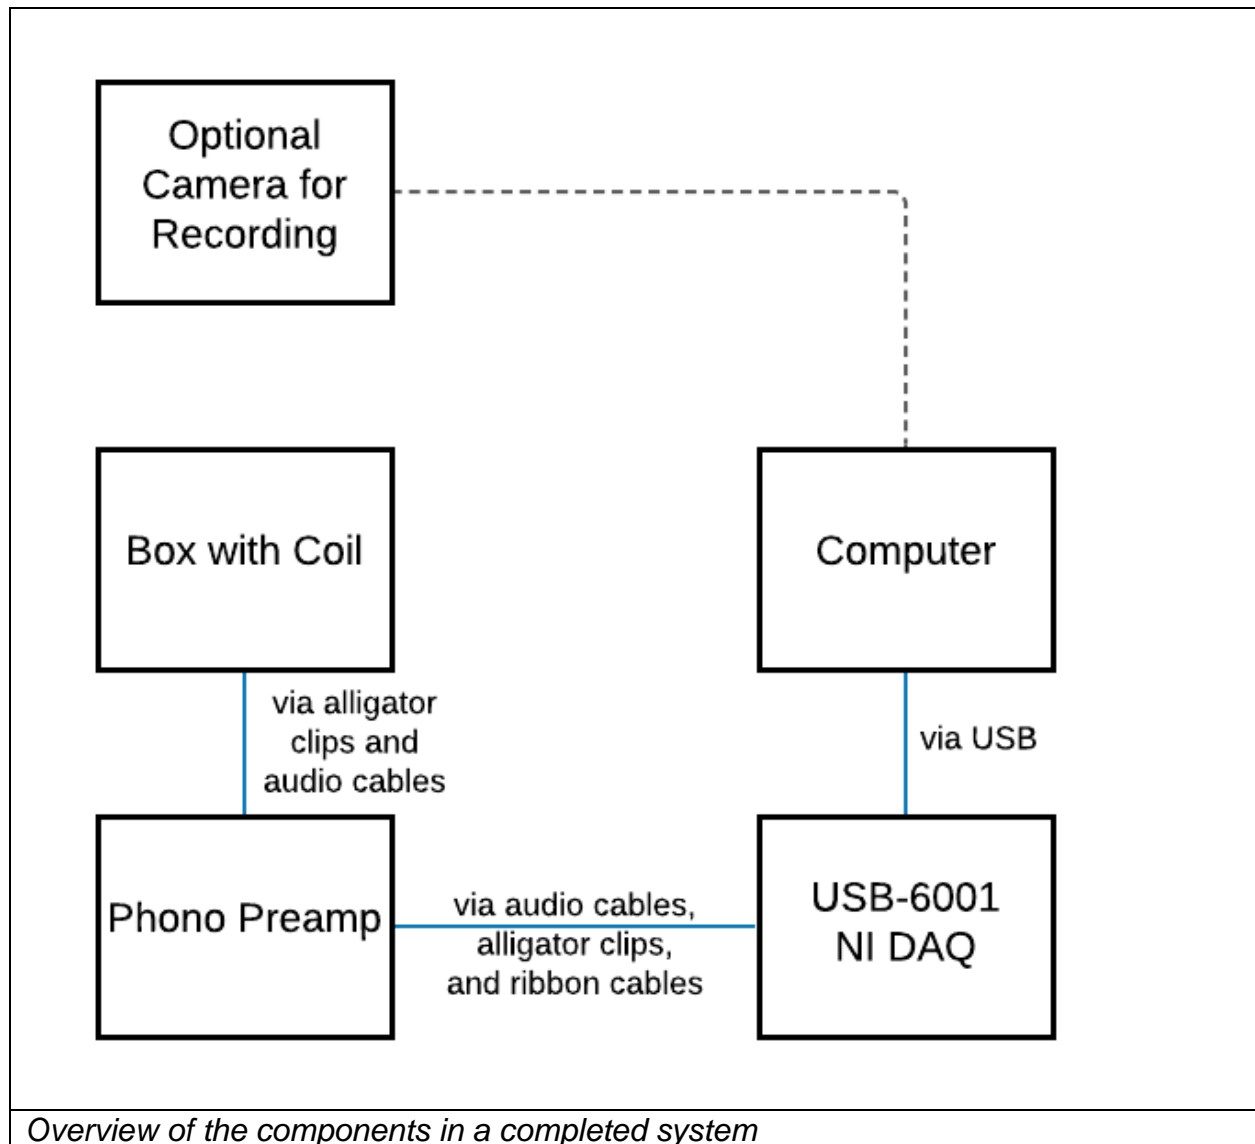 Optional
Camera for
Recording
Box with Coil
Computer
via alligator
clips and
audio cables
via USB
Phono Preamp
via audio cables,
alligator clips,
and ribbon cables
USB-6001
NI DAQ
Overview of the components in a completed system